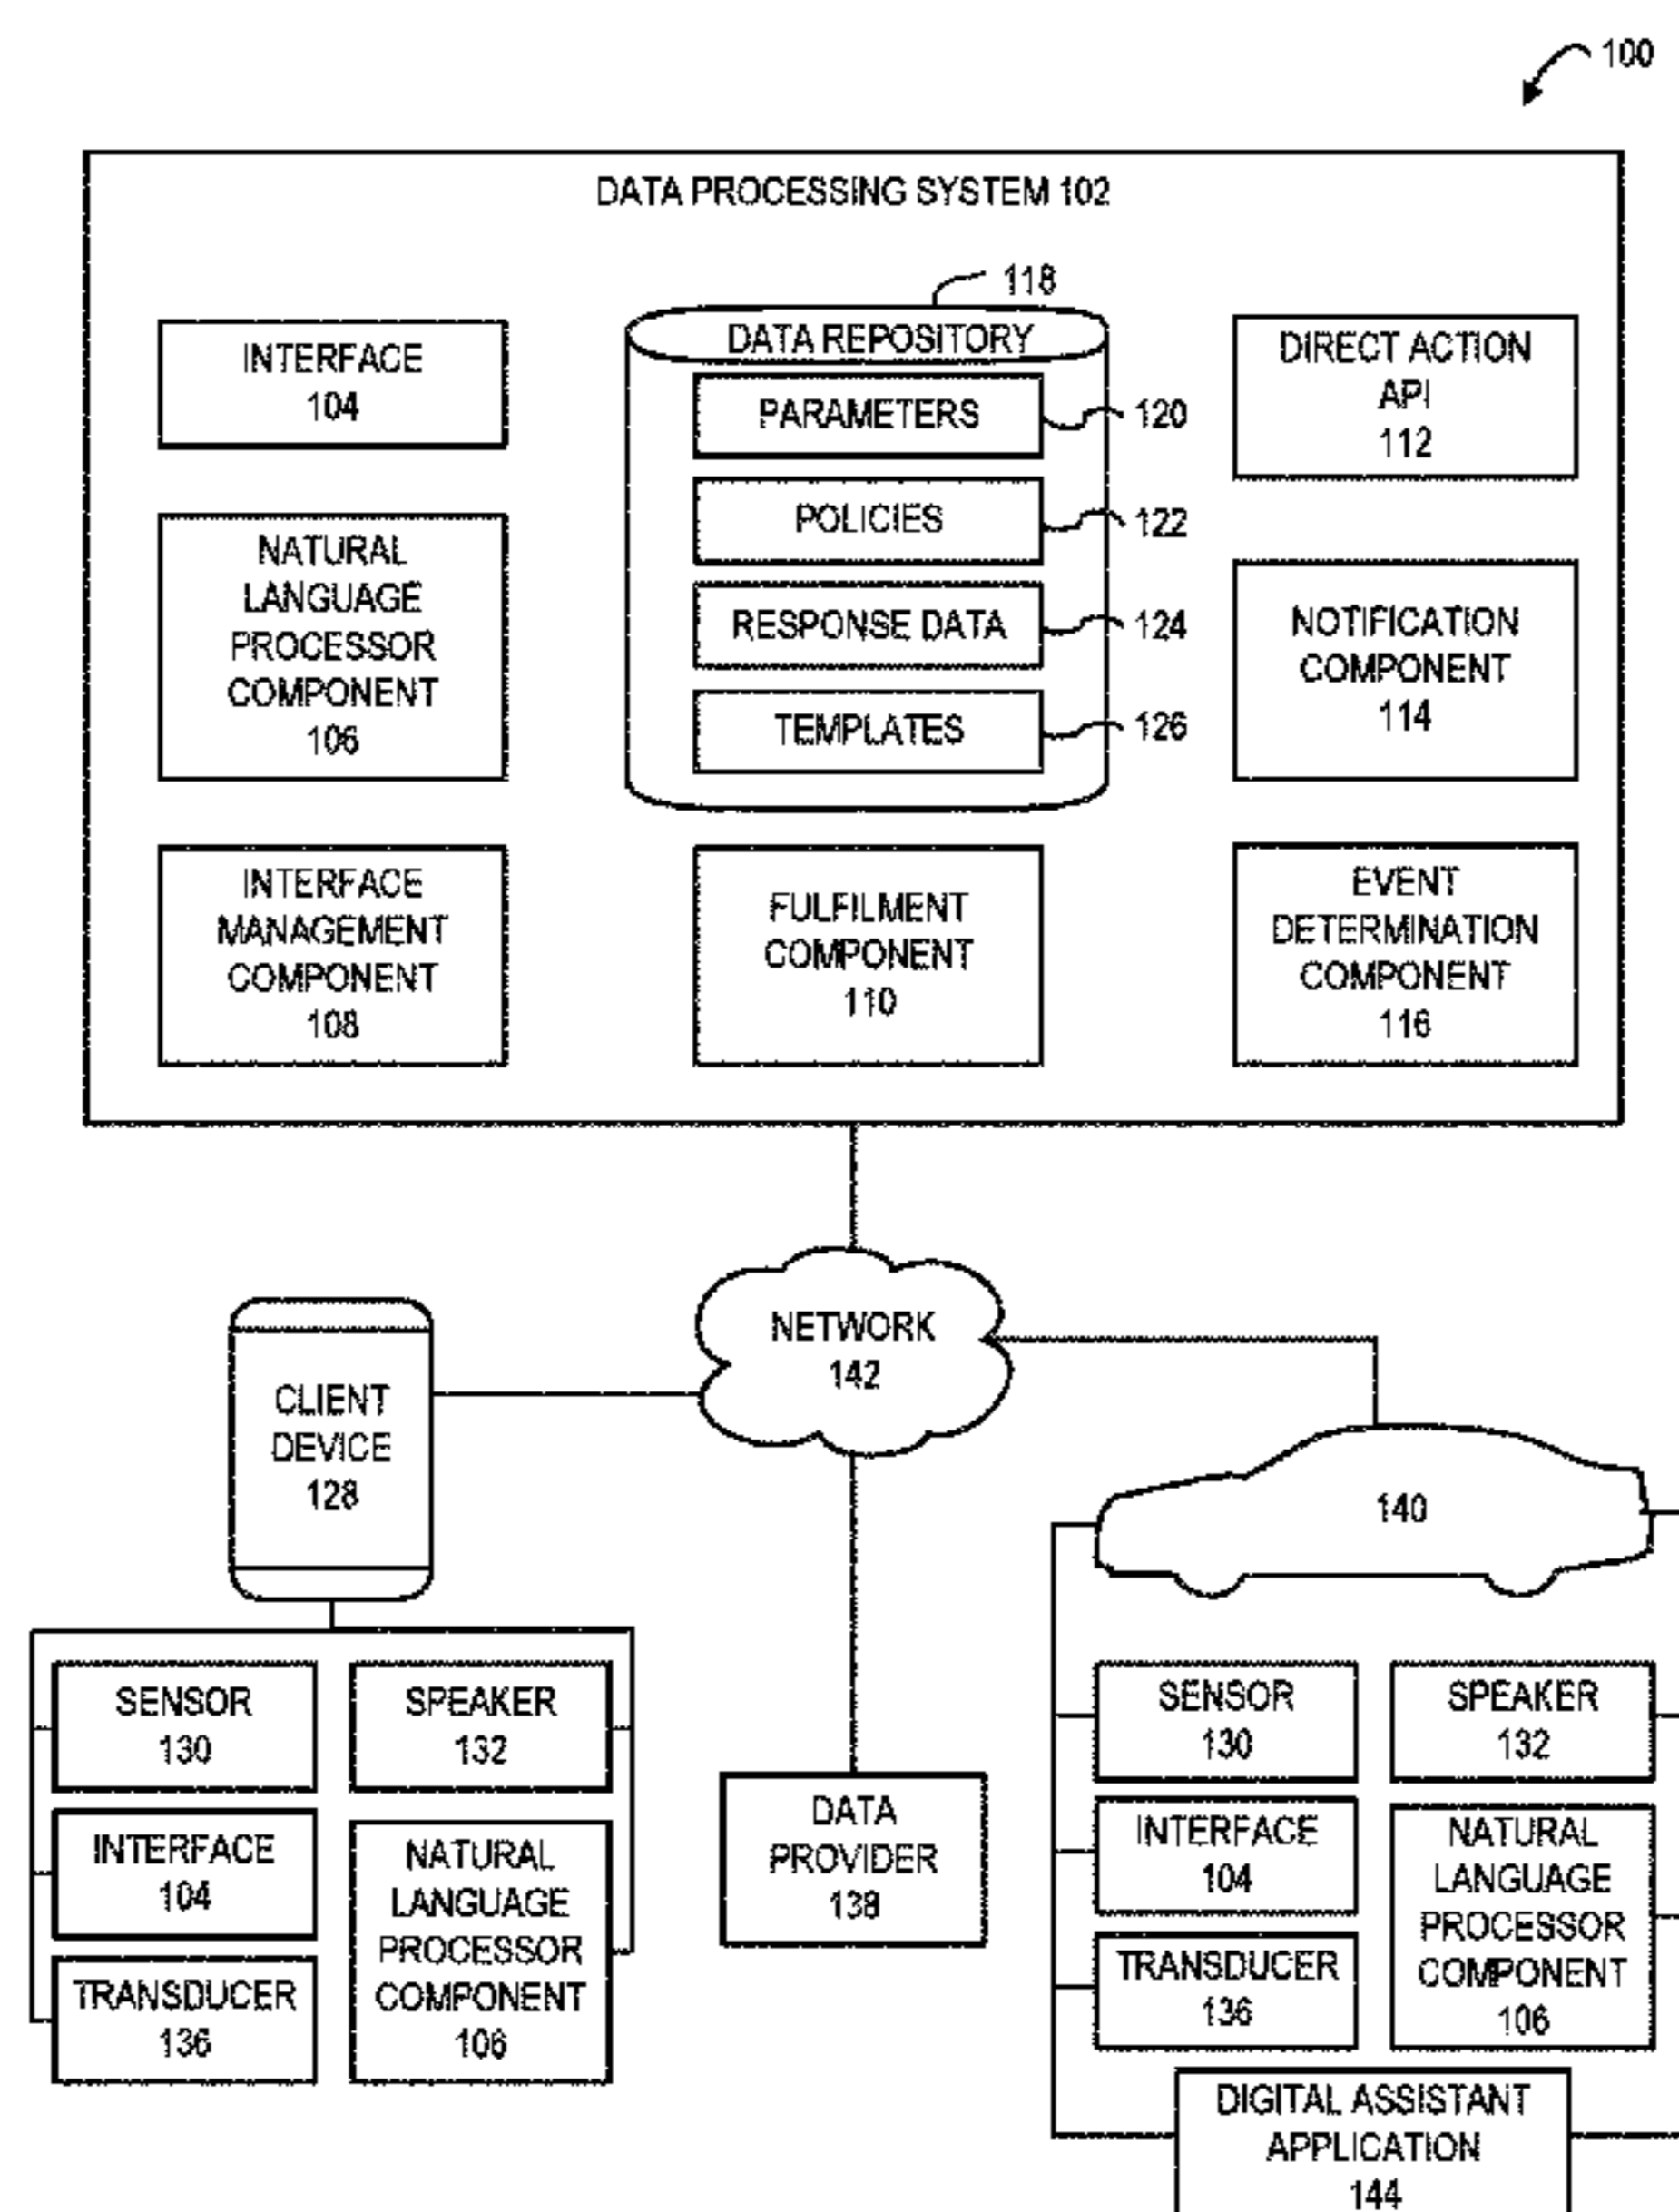 100
DATA PROCESSING SYSTEM 102
118
INTERFACE
104
DATA REPOSITORY
PARAMETERS
120
POLICIES
122
RESPONSE DATA
124
TEMPLATES
126
DIRECT ACTION
API
112
NATURAL
LANGUAGE
PROCESSOR
COMPONENT
106
NOTIFICATION
COMPONENT
114
INTERFACE
MANAGEMENT
COMPONENT
108
FULFILMENT
COMPONENT
110
EVENT
DETERMINATION
COMPONENT
116
NETWORK
142
CLIENT
DEVICE
128
140
SENSOR
130
SPEAKER
132
INTERFACE
104
NATURAL
LANGUAGE
PROCESSOR
COMPONENT
106
TRANSDUCER
136
DATA
PROVIDER
138
SENSOR
130
SPEAKER
132
INTERFACE
104
NATURAL
LANGUAGE
PROCESSOR
COMPONENT
106
TRANSDUCER
136
DIGITAL ASSISTANT
APPLICATION
144